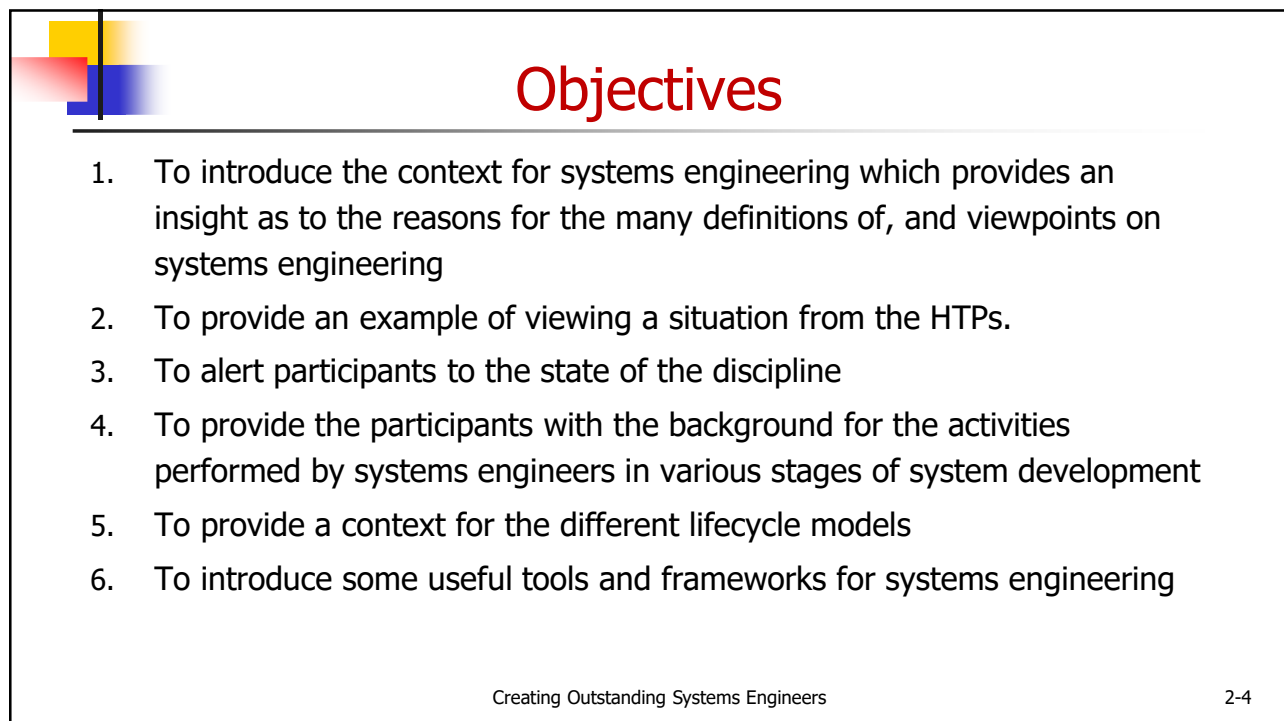 Objectives
1. To introduce the context for systems engineering which provides an
insight as to the reasons for the many definitions of, and viewpoints on
systems engineering
2. To provide an example of viewing a situation from the HTPs.
3. To alert participants to the state of the discipline
4. To provide the participants with the background for the activities
performed by systems engineers in various stages of system development
5. To provide a context for the different lifecycle models
6. To introduce some useful tools and frameworks for systems engineering
Creating Outstanding Systems Engineers 2-4